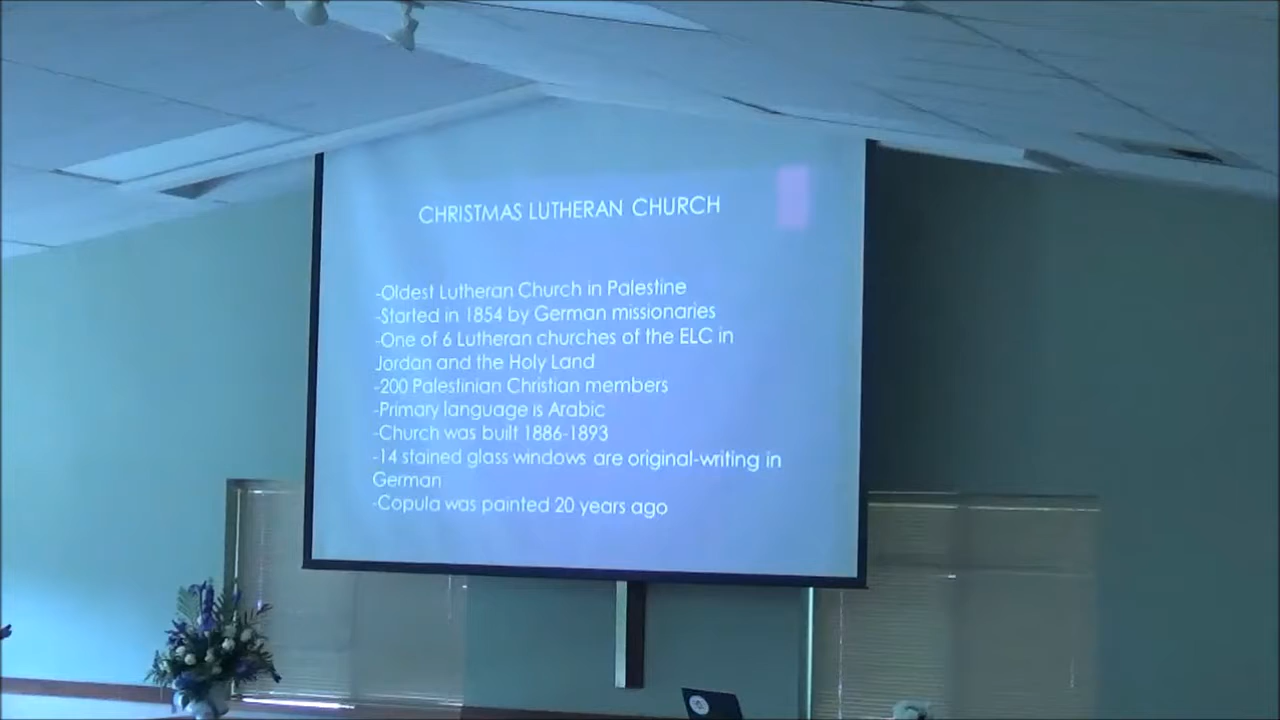 CHRISTMAS LUTHERAN CHURCH
-Oldest Lutheran Church in Palestine
-Started in 1854 by German missionaries
-One of 6 Lutheran churches of the ELC in
Jordan and the Holy Land
-200 Palestinian Christian members
-Primary language is Arabic
-Church was built 1886-1893
-14 stained glass windows are original-writing in
German
-Copula was painted 20 years ago